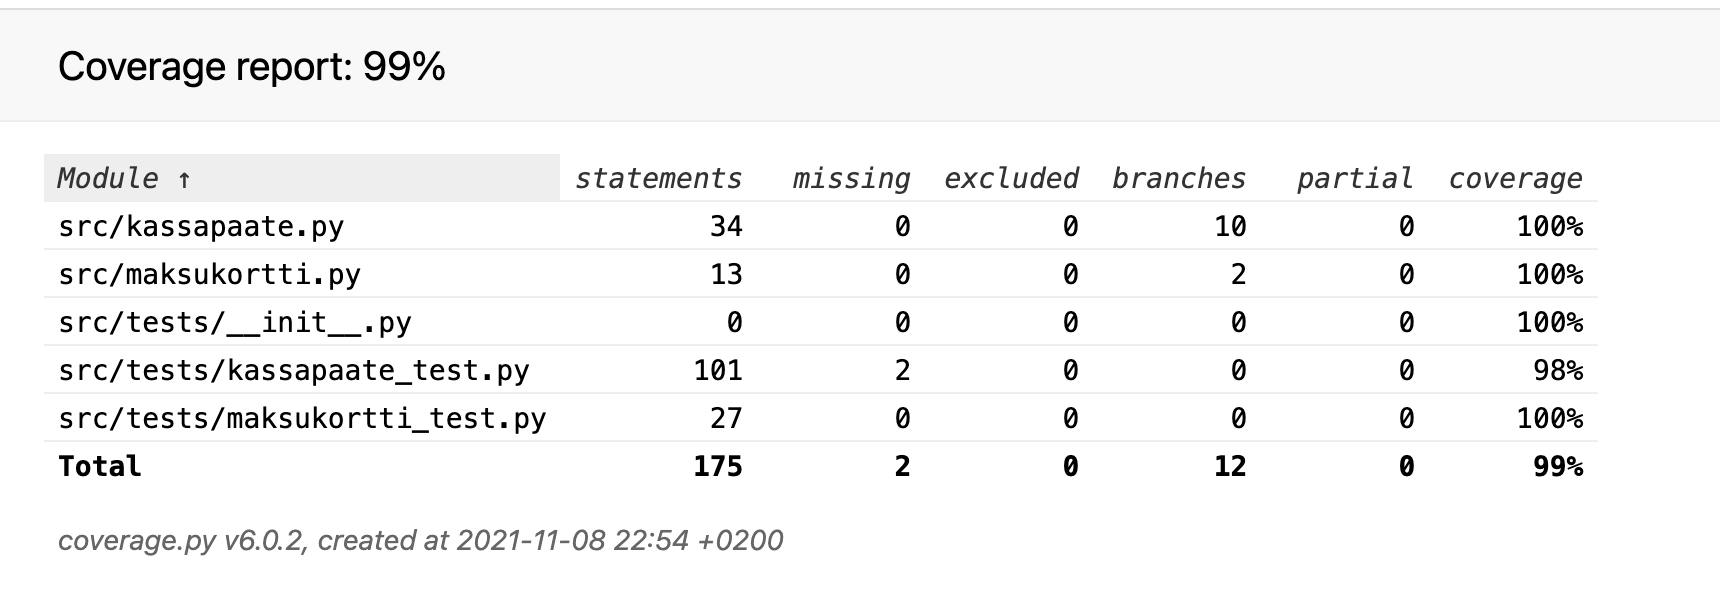 Coverage report: 99%
Module ↑ statements missing excluded branches partial coverage
src/kassapaate.py 34 0 0 10 0 100%
src/maksukortti.py 13 0 0 2 0 100%
src/tests/__init__.py 0 0 0 0 0 100%
src/tests/kassapaate_test.py 101 2 0 0 0 98%
src/tests/maksukortti_test.py 27 0 0 0 0 100%
Total 175 2 0 12 0 99%
coverage.py v6.0.2, created at 2021-11-08 22:54 +0200